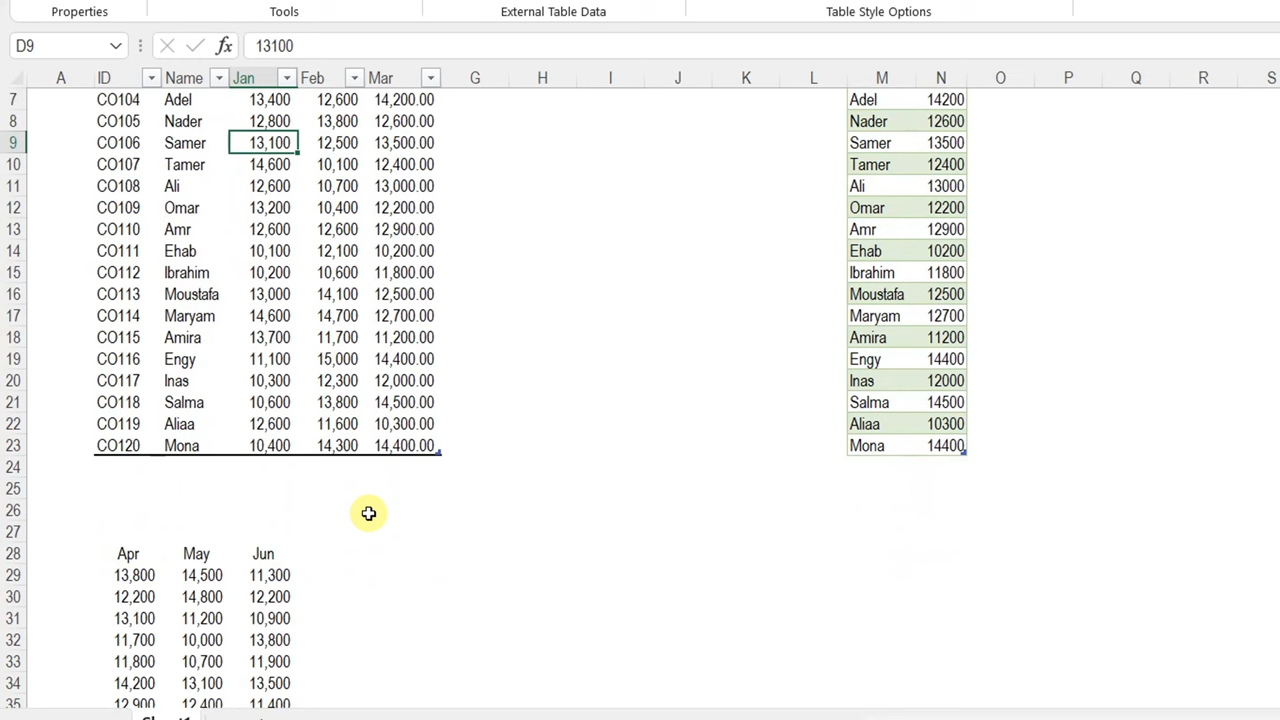 Properties Tools External Table Data Table Style Options
D9 fx 13100
A ID Name Jan Feb Mar G H I J K L M N O P Q R S
7 CO104 Adel 13,400 12,600 14,200.00 Adel 14200
8 CO105 Nader 12,800 13,800 12,600.00 Nader 12600
9 CO106 Samer 13,100 12,500 13,500.00 Samer 13500
10 CO107 Tamer 14,600 10,100 12,400.00 Tamer 12400
11 CO108 Ali 12,600 10,700 13,000.00 Ali 13000
12 CO109 Omar 13,200 10,400 12,200.00 Omar 12200
13 CO110 Amr 12,600 12,600 12,900.00 Amr 12900
14 CO111 Ehab 10,100 12,100 10,200.00 Ehab 10200
15 CO112 Ibrahim 10,200 10,600 11,800.00 Ibrahim 11800
16 CO113 Moustafa 13,000 14,100 12,500.00 Moustafa 12500
17 CO114 Maryam 14,600 14,700 12,700.00 Maryam 12700
18 CO115 Amira 13,700 11,700 11,200.00 Amira 11200
19 CO116 Engy 11,100 15,000 14,400.00 Engy 14400
20 CO117 Inas 10,300 12,300 12,000.00 Inas 12000
21 CO118 Salma 10,600 13,800 14,500.00 Salma 14500
22 CO119 Aliaa 12,600 11,600 10,300.00 Aliaa 10300
23 CO120 Mona 10,400 14,300 14,400.00 Mona 14400
24
25
26
27
28 Apr May Jun
29 13,800 14,500 11,300
30 12,200 14,800 12,200
31 13,100 11,200 10,900
32 11,700 10,000 13,800
33 11,800 10,700 11,900
34 14,200 13,100 13,500
35 12,900 12,400 11,400